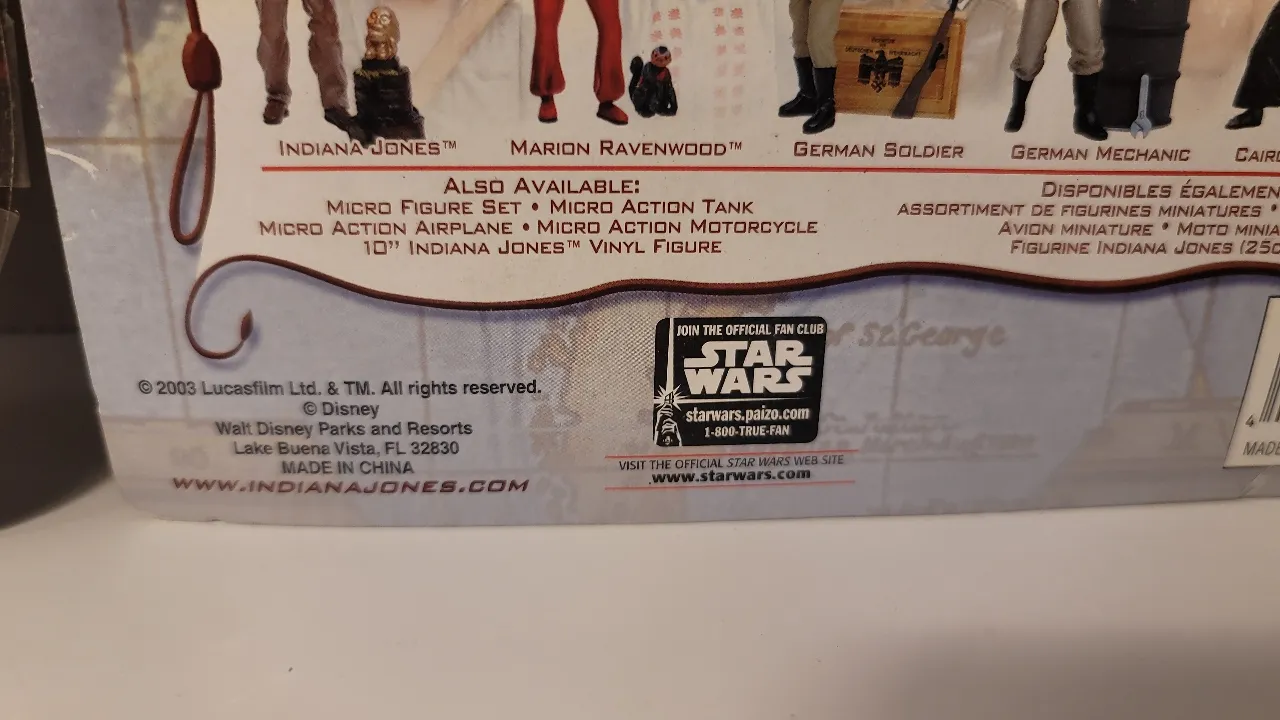 INDIANA JONES™
MARION RAVENWOOD™
GERMAN SOLDIER
GERMAN MECHANIC
ALSO AVAILABLE:
MICRO FIGURE SET • MICRO ACTION TANK
MICRO ACTION AIRPLANE • MICRO ACTION MOTORCYCLE
10" INDIANA JONES™ VINYL FIGURE
DISPONIBLES
ASSORTIMENT DE FIGURINES MINIATURES •
AVION MINIATURE • MOTO
FIGURINE INDIANA JONES
of St. George
JOIN THE OFFICIAL FAN CLUB
STAR
WARS
starwars.paizo.com
1-800-TRUE-FAN
VISIT THE OFFICIAL STAR WARS WEB SITE
www.starwars.com
© 2003 Lucasfilm Ltd. & TM. All rights reserved.
© Disney
Walt Disney Parks and Resorts
Lake Buena Vista, FL 32830
MADE IN CHINA
WWW.INDIANAJONES.COM
4